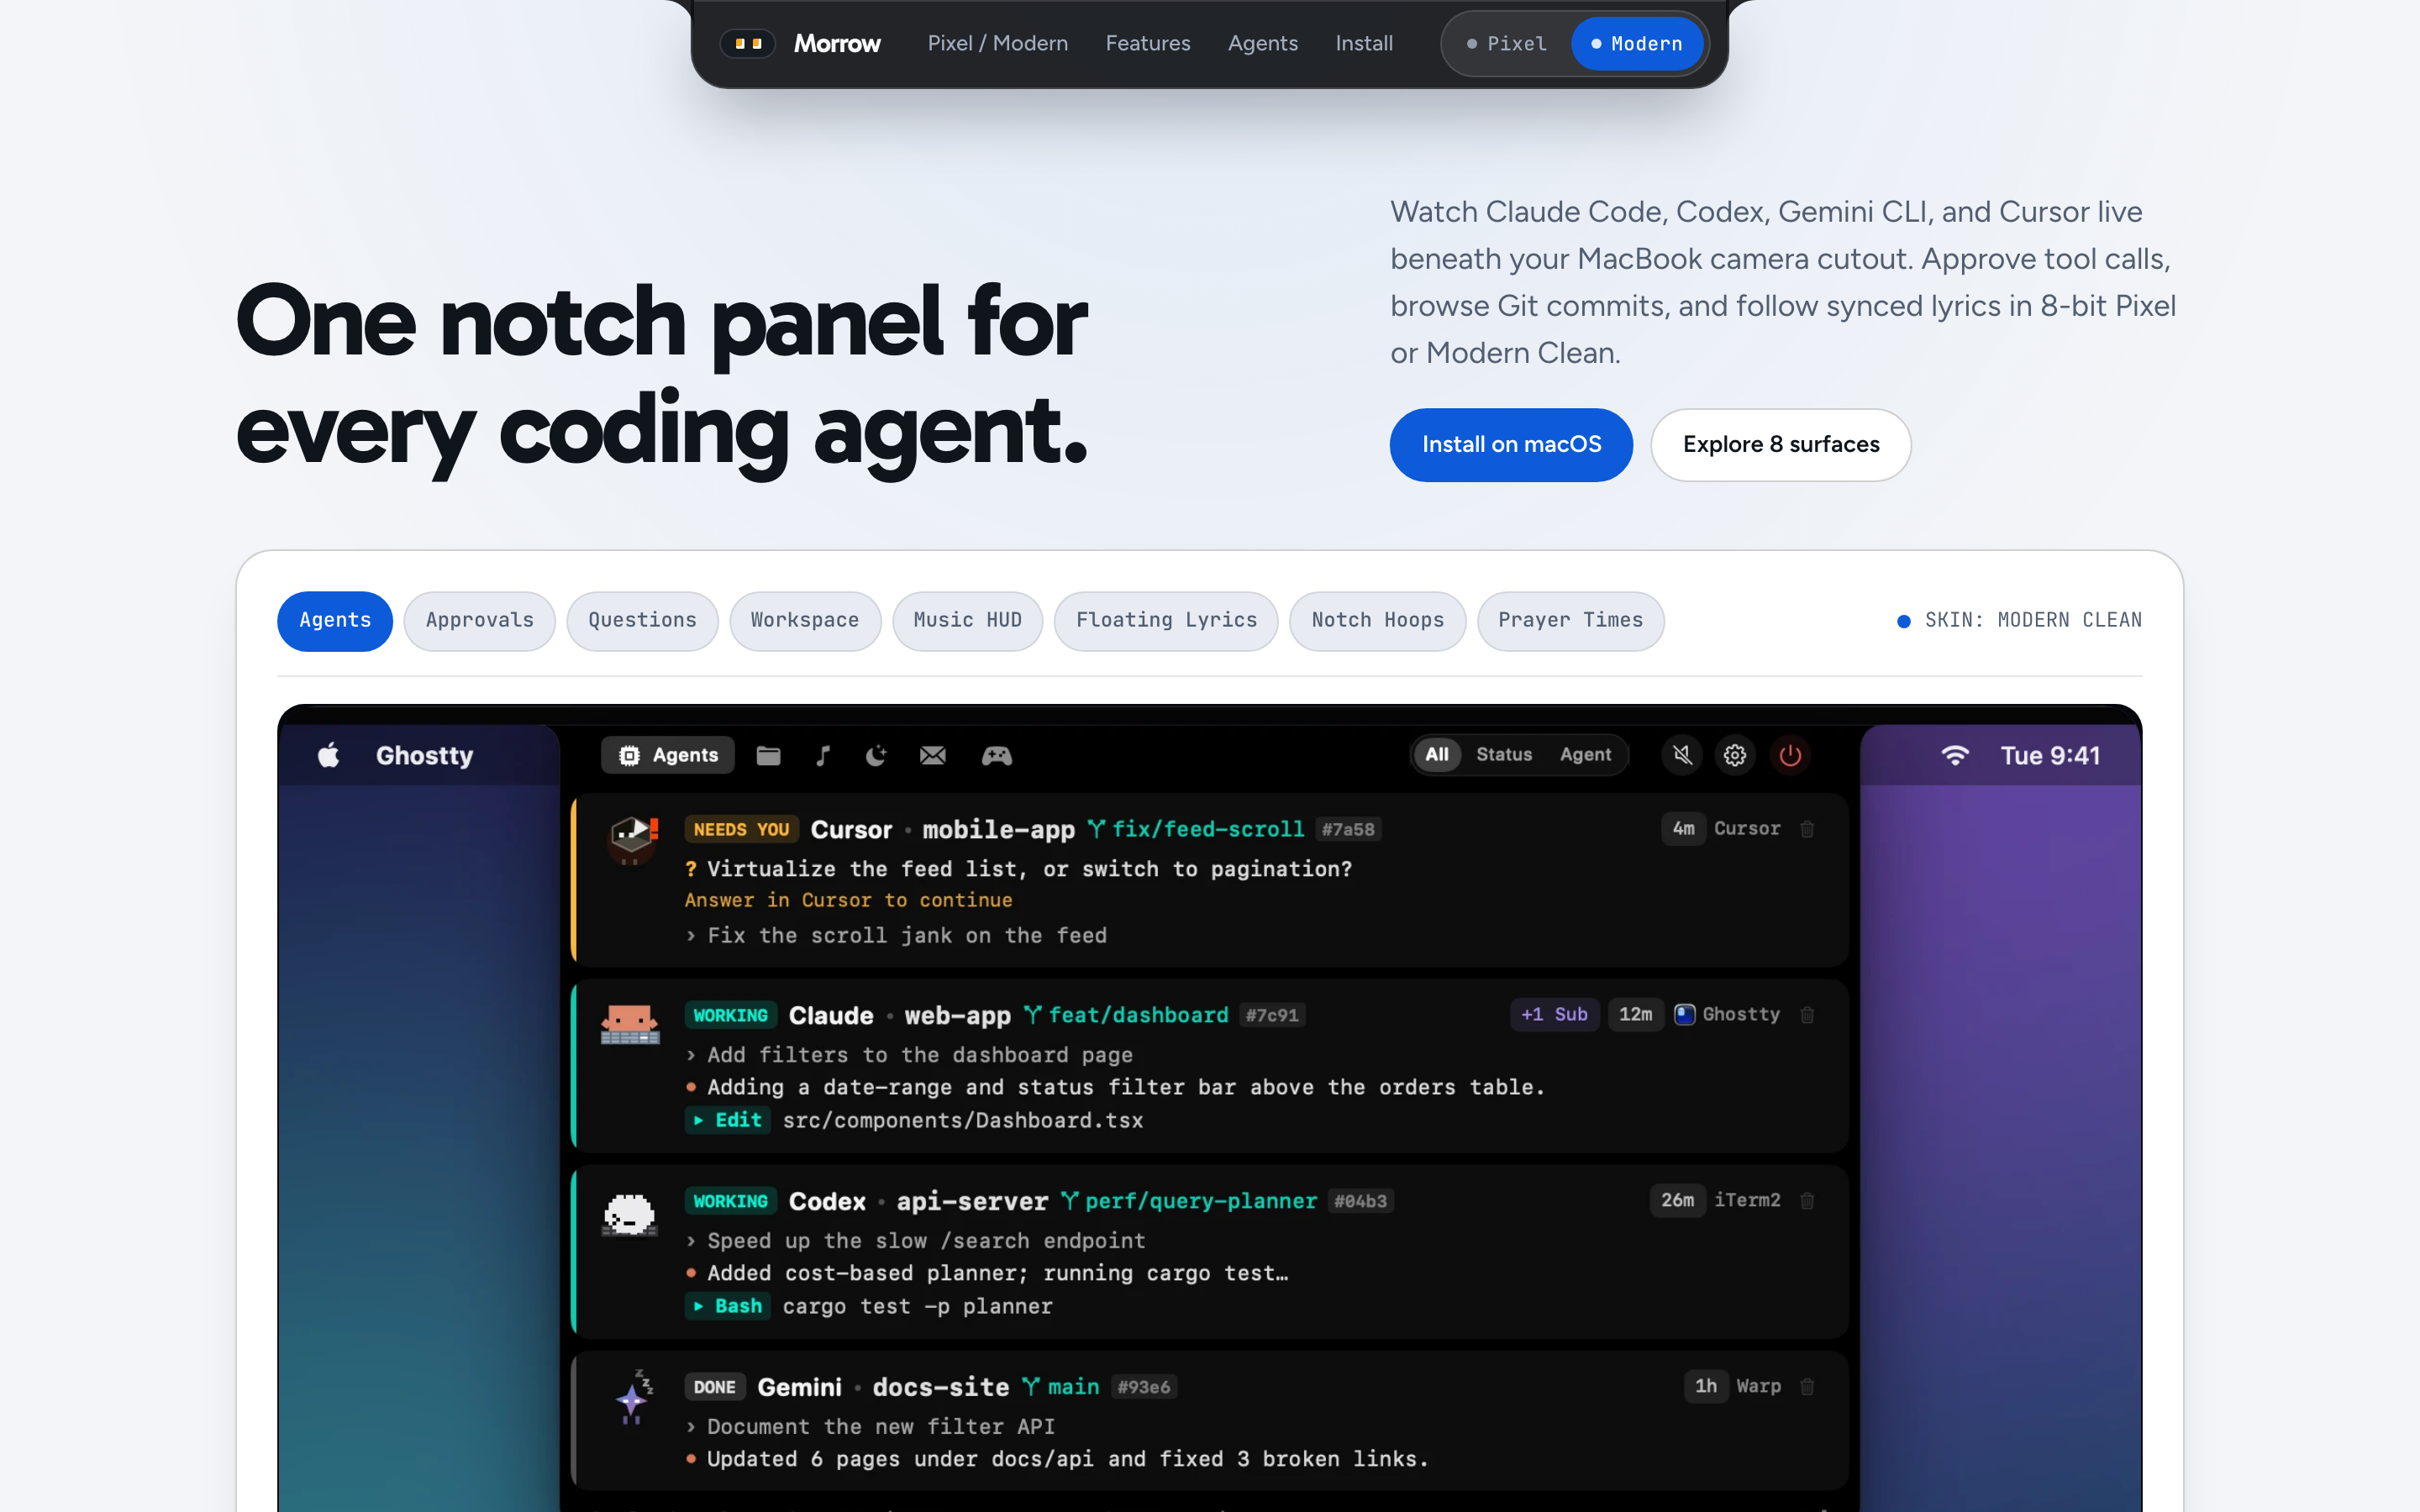 Morrow Pixel / Modern Features Agents Install Pixel Modern
Watch Claude Code, Codex, Gemini CLI, and Cursor live
beneath your MacBook camera cutout. Approve tool calls,
browse Git commits, and follow synced lyrics in 8-bit Pixel
or Modern Clean.
One notch panel for
every coding agent.
Install on macOS Explore 8 surfaces
Agents Approvals Questions Workspace Music HUD Floating Lyrics Notch Hoops Prayer Times SKIN: MODERN CLEAN
Ghostty Agents All Status Agent Tue 9:41
NEEDS YOU Cursor · mobile-app fix/feed-scroll #7a58 4m Cursor
? Virtualize the feed list, or switch to pagination?
Answer in Cursor to continue
› Fix the scroll jank on the feed
WORKING Claude · web-app feat/dashboard #7c91 +1 Sub 12m Ghostty
› Add filters to the dashboard page
• Adding a date-range and status filter bar above the orders table.
▸ Edit src/components/Dashboard.tsx
WORKING Codex · api-server perf/query-planner #04b3 26m iTerm2
› Speed up the slow /search endpoint
• Added cost-based planner; running cargo test…
▸ Bash cargo test -p planner
z z z
DONE Gemini · docs-site main #93e6 1h Warp
› Document the new filter API
• Updated 6 pages under docs/api and fixed 3 broken links.